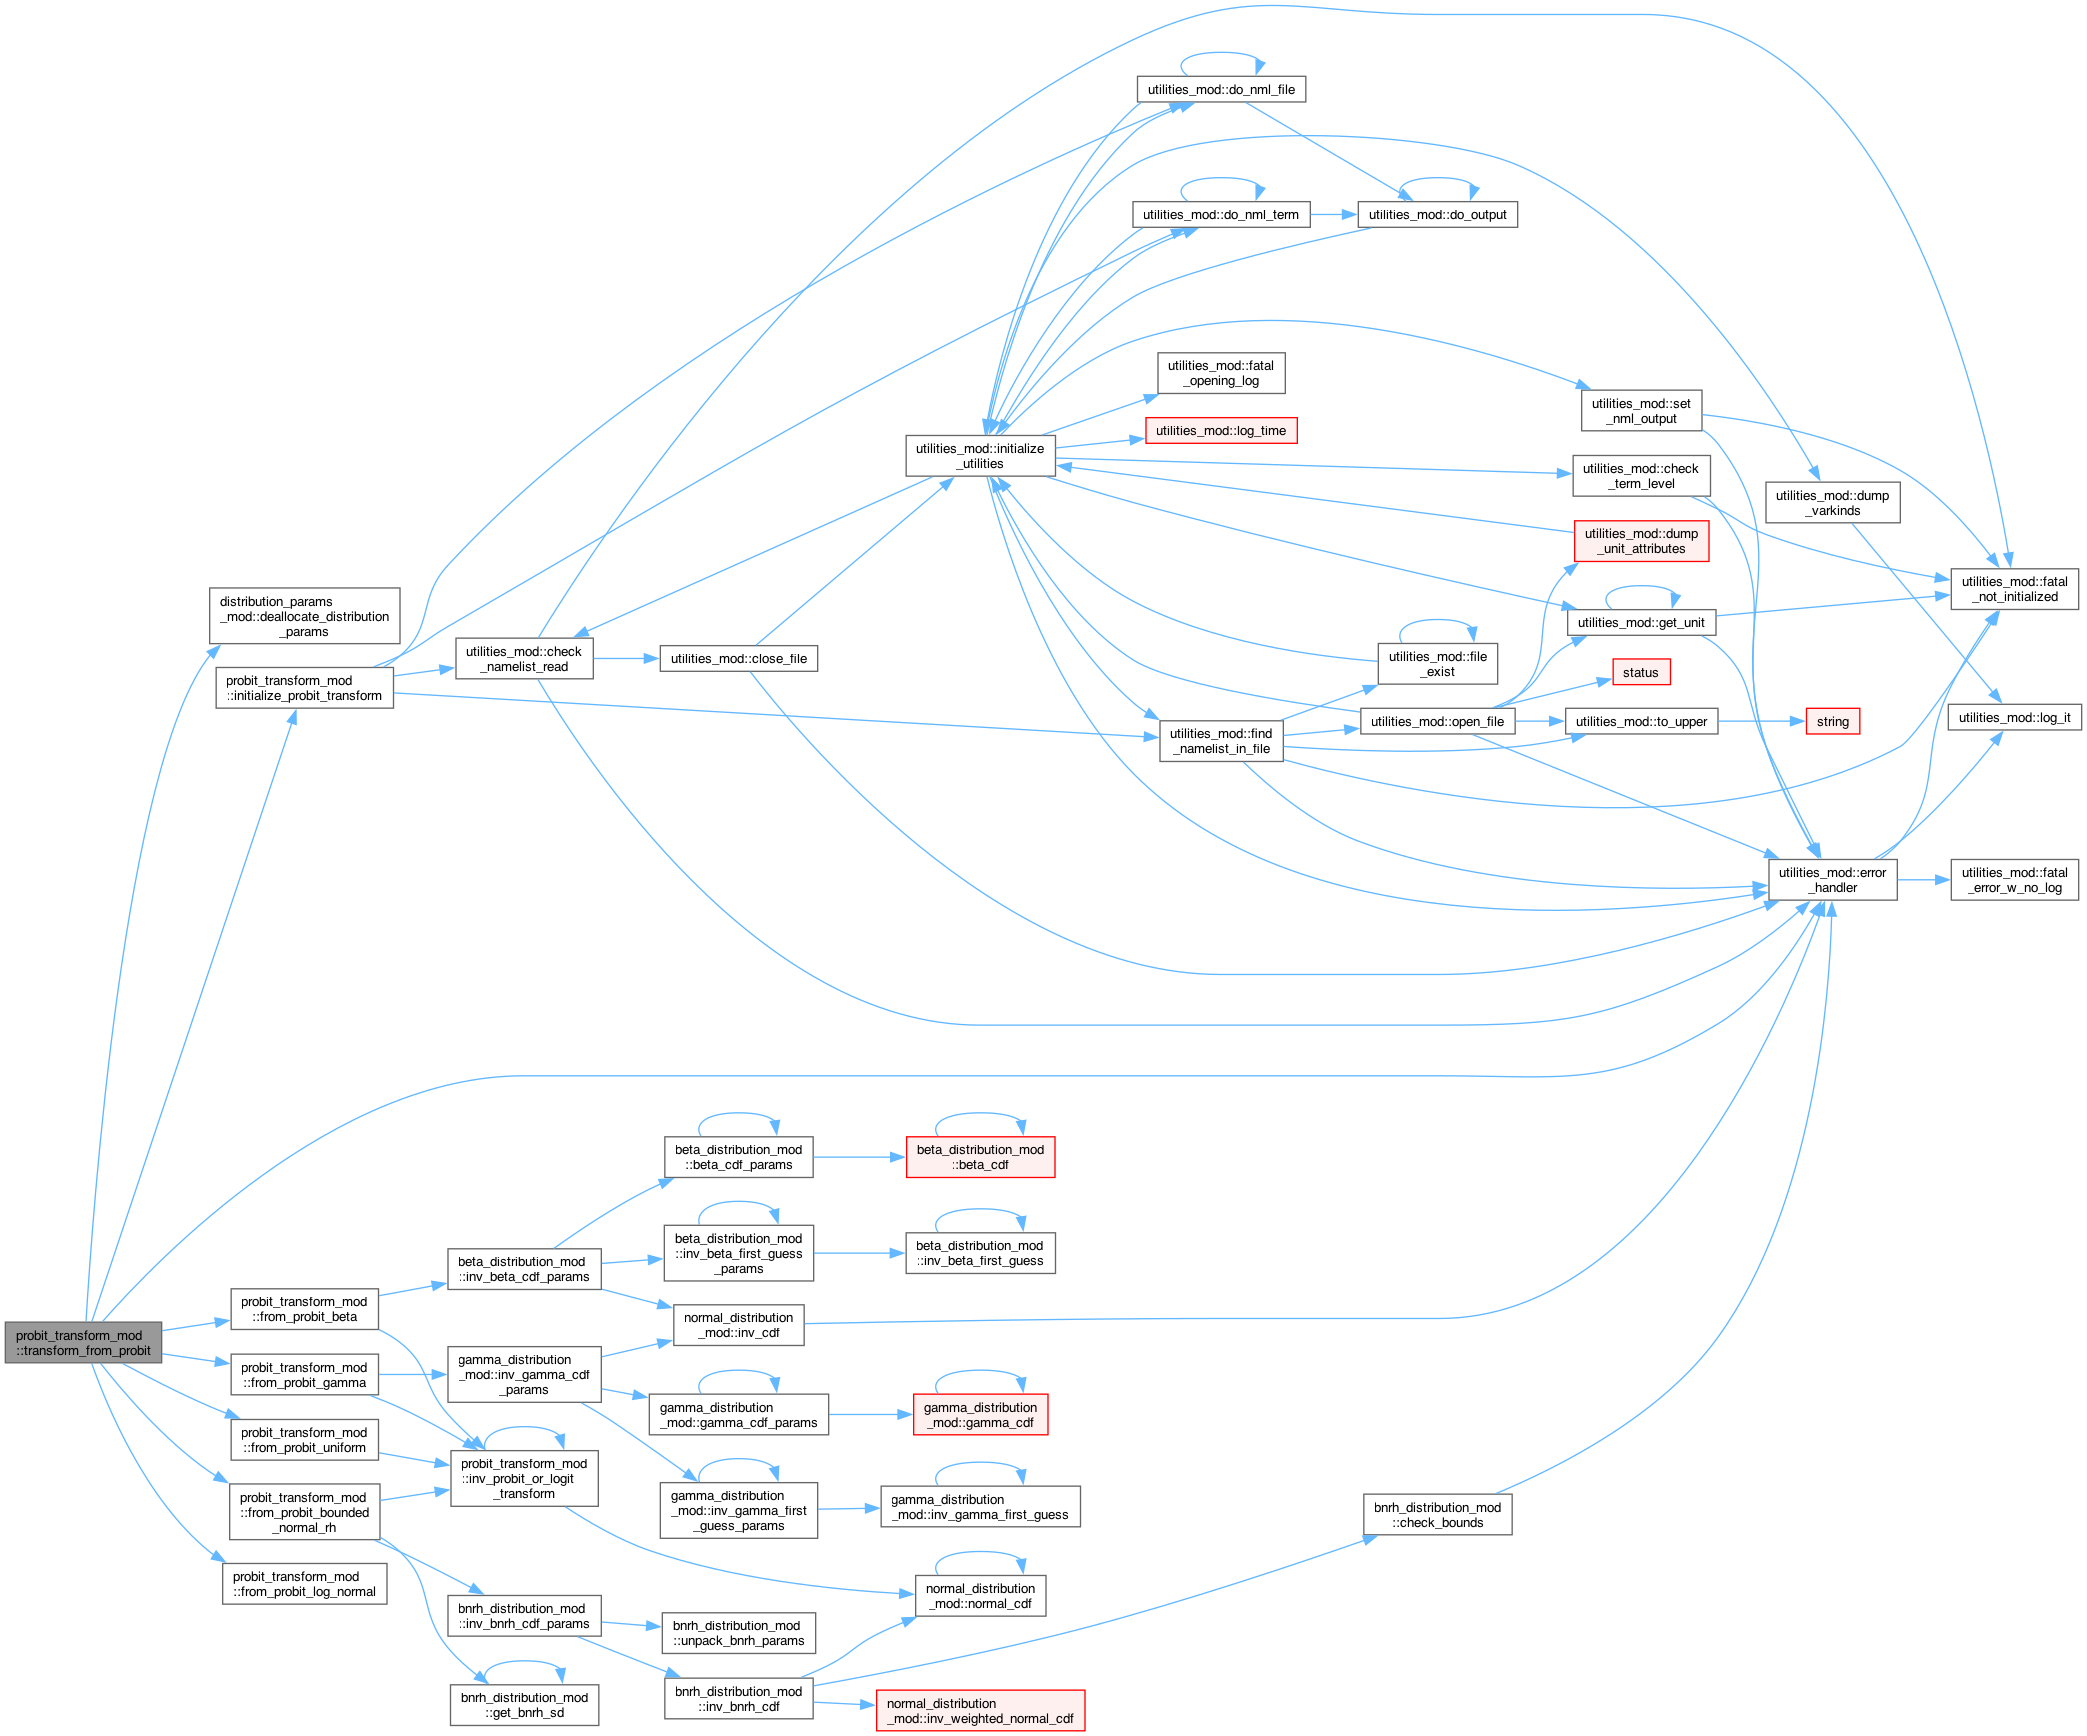 utilities_mod::do_nml_file
utilities_mod::do_nml_term
utilities_mod::do_output
utilities_mod::fatal
_opening_log
utilities_mod::set
_nml_output
utilities_mod::log_time
utilities_mod::initialize
_utilities
utilities_mod::check
_term_level
utilities_mod::dump
_varkinds
utilities_mod::dump
_unit_attributes
utilities_mod::fatal
_not_initialized
distribution_params
_mod::deallocate_distribution
_params
utilities_mod::get_unit
utilities_mod::check
_namelist_read
utilities_mod::close_file
utilities_mod::file
_exist
status
probit_transform_mod
::initialize_probit_transform
utilities_mod::open_file
utilities_mod::to_upper
string
utilities_mod::log_it
utilities_mod::find
_namelist_in_file
utilities_mod::error
_handler
utilities_mod::fatal
_error_w_no_log
beta_distribution_mod
::beta_cdf_params
beta_distribution_mod
::beta_cdf
beta_distribution_mod
::inv_beta_first_guess
_params
beta_distribution_mod
::inv_beta_first_guess
beta_distribution_mod
::inv_beta_cdf_params
probit_transform_mod
::from_probit_beta
normal_distribution
_mod::inv_cdf
probit_transform_mod
::transform_from_probit
probit_transform_mod
::from_probit_gamma
gamma_distribution
_mod::inv_gamma_cdf
_params
gamma_distribution
_mod::gamma_cdf_params
gamma_distribution
_mod::gamma_cdf
probit_transform_mod
::from_probit_uniform
probit_transform_mod
::inv_probit_or_logit
_transform
gamma_distribution
_mod::inv_gamma_first
_guess_params
gamma_distribution
_mod::inv_gamma_first_guess
probit_transform_mod
::from_probit_bounded
_normal_rh
bnrh_distribution_mod
::check_bounds
probit_transform_mod
::from_probit_log_normal
normal_distribution
_mod::normal_cdf
bnrh_distribution_mod
::inv_bnrh_cdf_params
bnrh_distribution_mod
::unpack_bnrh_params
bnrh_distribution_mod
::get_bnrh_sd
bnrh_distribution_mod
::inv_bnrh_cdf
normal_distribution
_mod::inv_weighted_normal_cdf